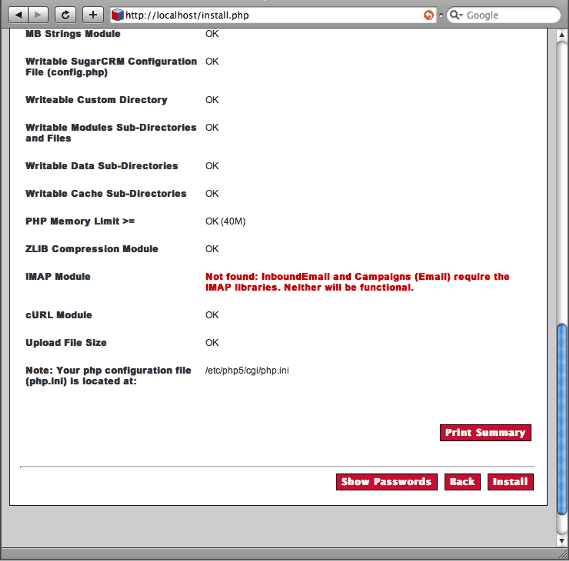 http://localhost/install.php
Google
MB Strings Module OK
Writable SugarCRM Configuration OK
File (config.php)
Writeable Custom Directory OK
Writable Modules Sub-Directories OK
and Files
Writable Data Sub-Directories OK
Writable Cache Sub-Directories OK
PHP Memory Limit >= OK (40M)
ZLIB Compression Module OK
IMAP Module Not found: InboundEmail and Campaigns (Email) require the
IMAP libraries. Neither will be functional.
cURL Module OK
Upload File Size OK
Note: Your php configuration file /etc/php5/cgi/php.ini
(php.ini) is located at:
Print Summary
Show Passwords Back Install